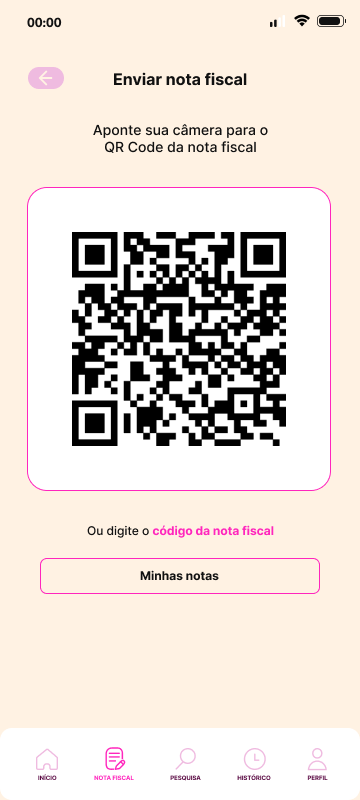 00:00
Enviar nota fiscal
Aponte sua câmera para o
QR Code da nota fiscal
Ou digite o código da nota fiscal
Minhas notas
INÍCIO
NOTA FISCAL
PESQUISA
HISTÓRICO
PERFIL